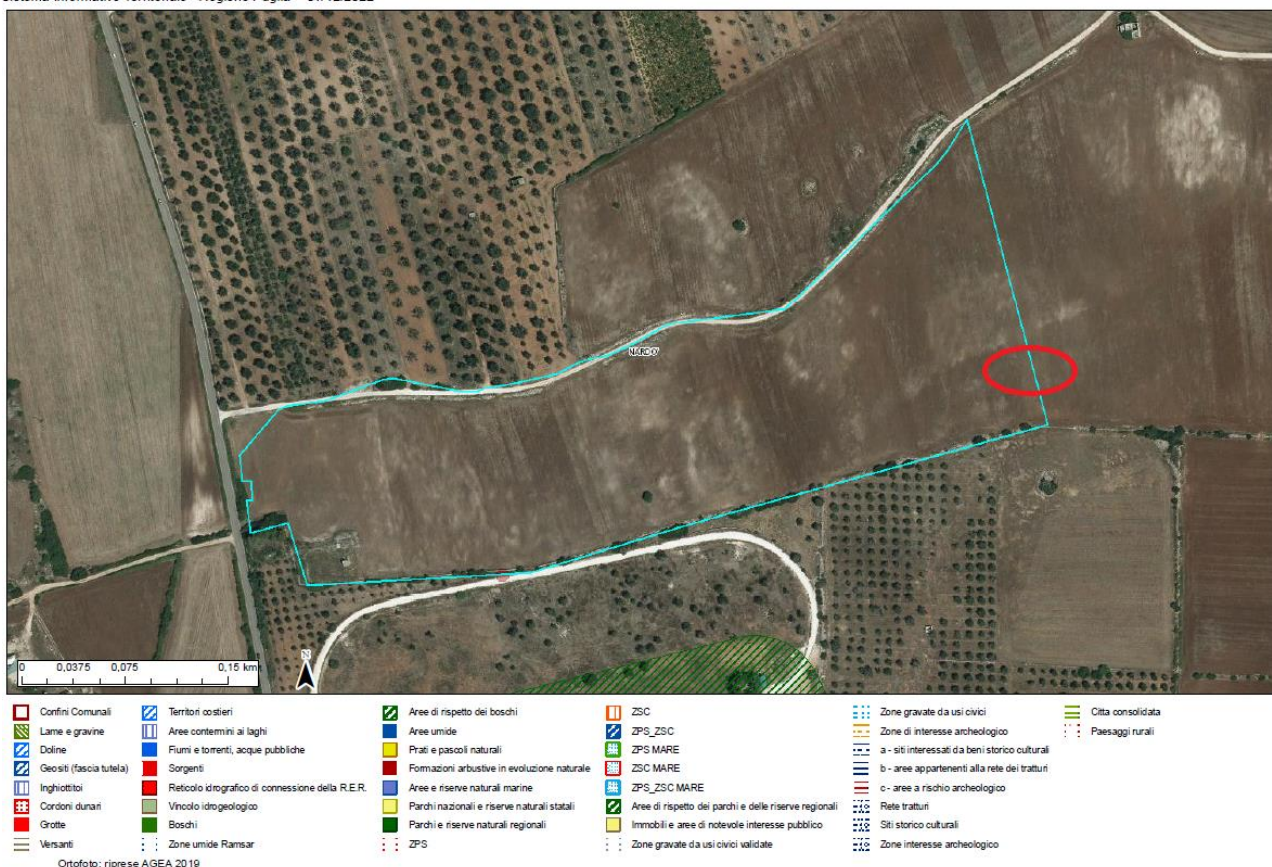 NARDO'
0 0,0375 0,075 0,15 km
N
Confini Comunali
Lame e gravine
Doline
Geositi (fascia tutela)
Inghiottitoi
Cordoni dunari
Grotte
Versanti
Territori costieri
Aree contermini ai laghi
Fiumi e torrenti, acque pubbliche
Sorgenti
Reticolo idrografico di connessione della R.E.R.
Vincolo idrogeologico
Boschi
Zone umide Ramsar
Aree di rispetto dei boschi
Aree umide
Prati e pascoli naturali
Formazioni arbustive in evoluzione naturale
Aree e riserve naturali marine
Parchi nazionali e riserve naturali statali
Parchi e riserve naturali regionali
ZPS
ZSC
ZPS_ZSC
ZPS MARE
ZSC MARE
ZPS_ZSC MARE
Aree di rispetto dei parchi e delle riserve regionali
Immobili e aree di notevole interesse pubblico
Zone gravate da usi civici validate
Zone gravate da usi civici
Zone di interesse archeologico
a - siti interessati da beni storico culturali
b - aree appartenenti alla rete dei tratturi
c - aree a rischio archeologico
Rete tratturi
Siti storico culturali
Zone interesse archeologico
Citta consolidata
Paesaggi rurali
Ortofoto: riprese AGEA 2019